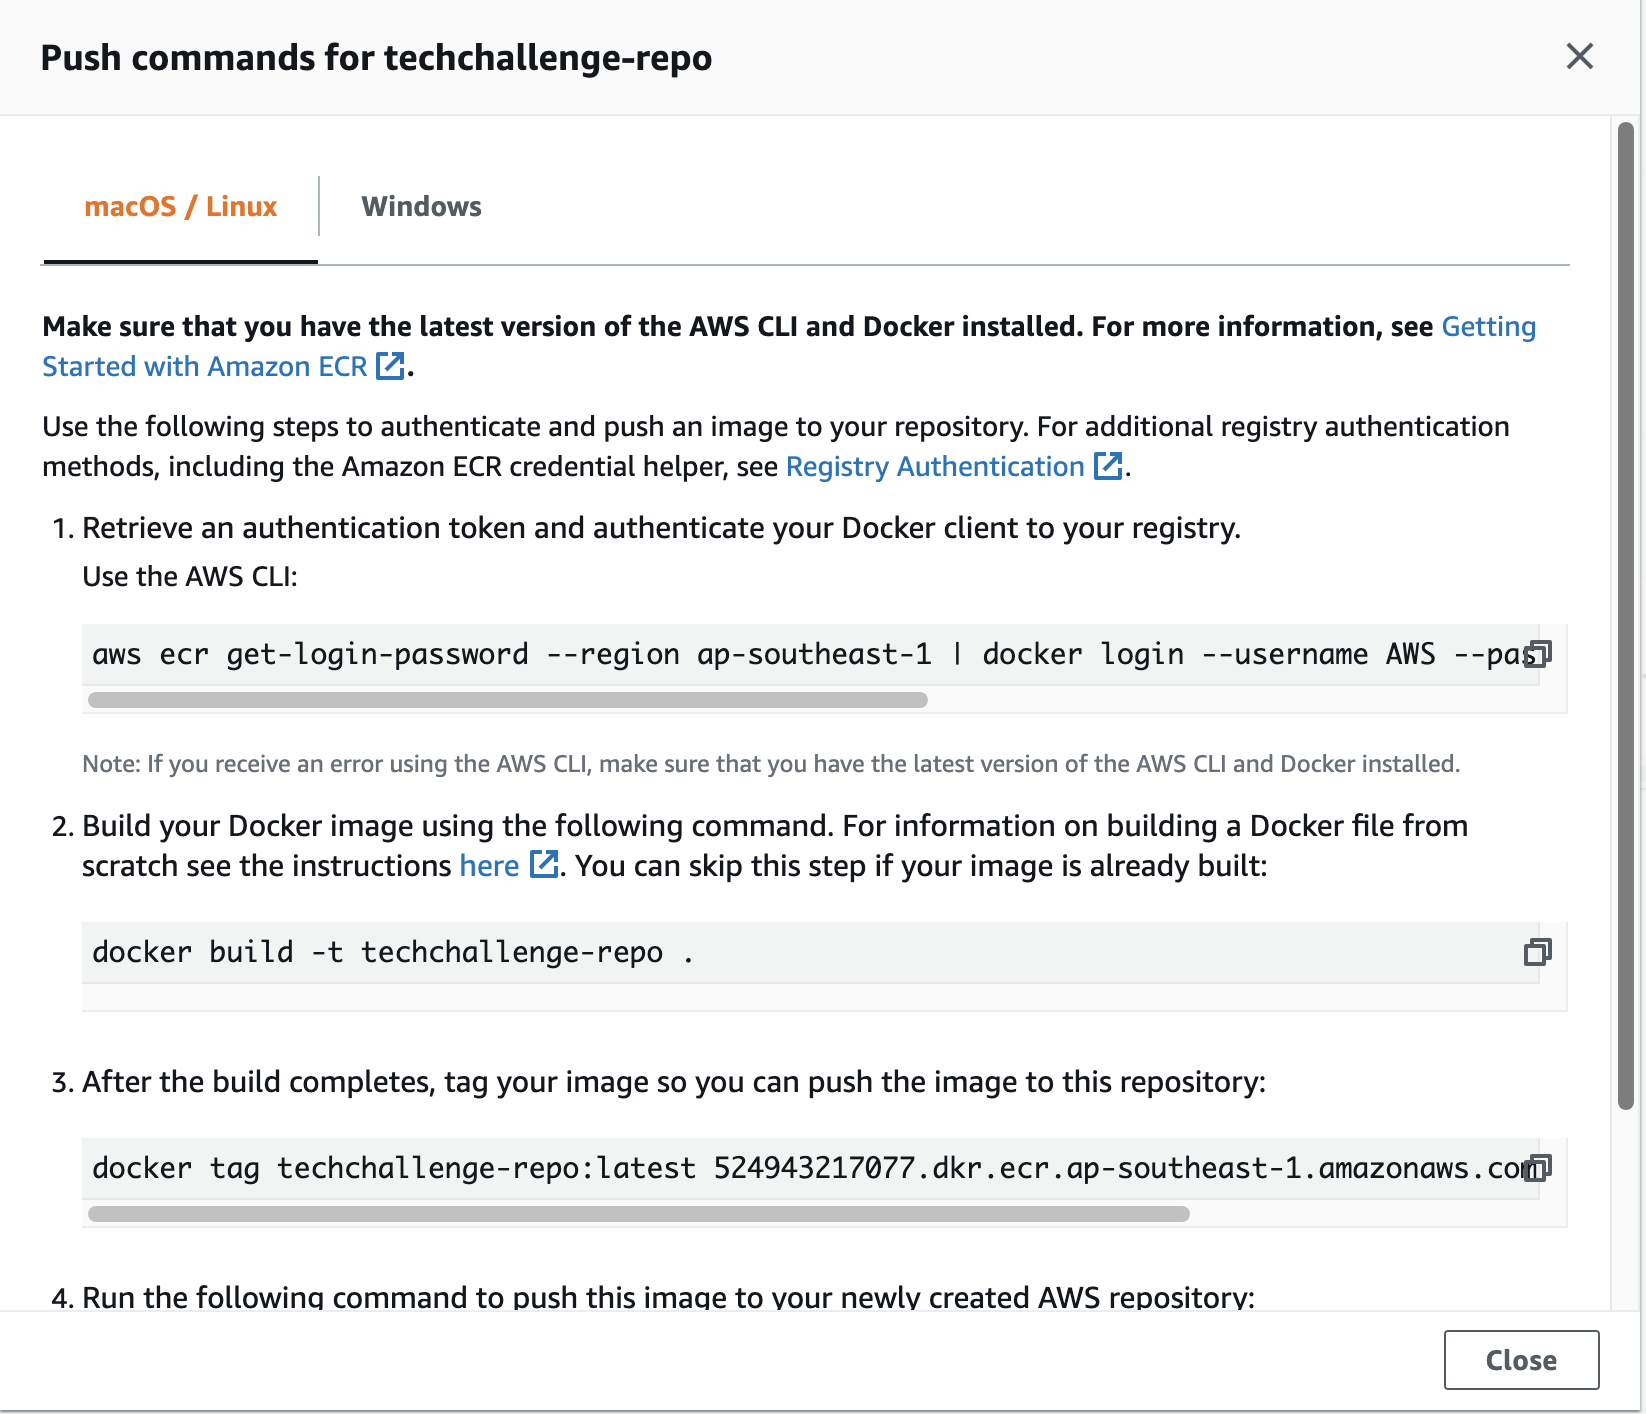 Push commands for techchallenge-repo
macOS / Linux
Windows
Make sure that you have the latest version of the AWS CLI and Docker installed. For more information, see Getting
Started with Amazon ECR.
Use the following steps to authenticate and push an image to your repository. For additional registry authentication
methods, including the Amazon ECR credential helper, see Registry Authentication.
1. Retrieve an authentication token and authenticate your Docker client to your registry.
Use the AWS CLI:
aws ecr get-login-password --region ap-southeast-1 | docker login --username AWS --pas
Note: If you receive an error using the AWS CLI, make sure that you have the latest version of the AWS CLI and Docker installed.
2. Build your Docker image using the following command. For information on building a Docker file from
scratch see the instructions here. You can skip this step if your image is already built:
docker build -t techchallenge-repo .
3. After the build completes, tag your image so you can push the image to this repository:
docker tag techchallenge-repo:latest 524943217077.dkr.ecr.ap-southeast-1.amazonaws.com
4. Run the following command to push this image to your newly created AWS repository:
Close